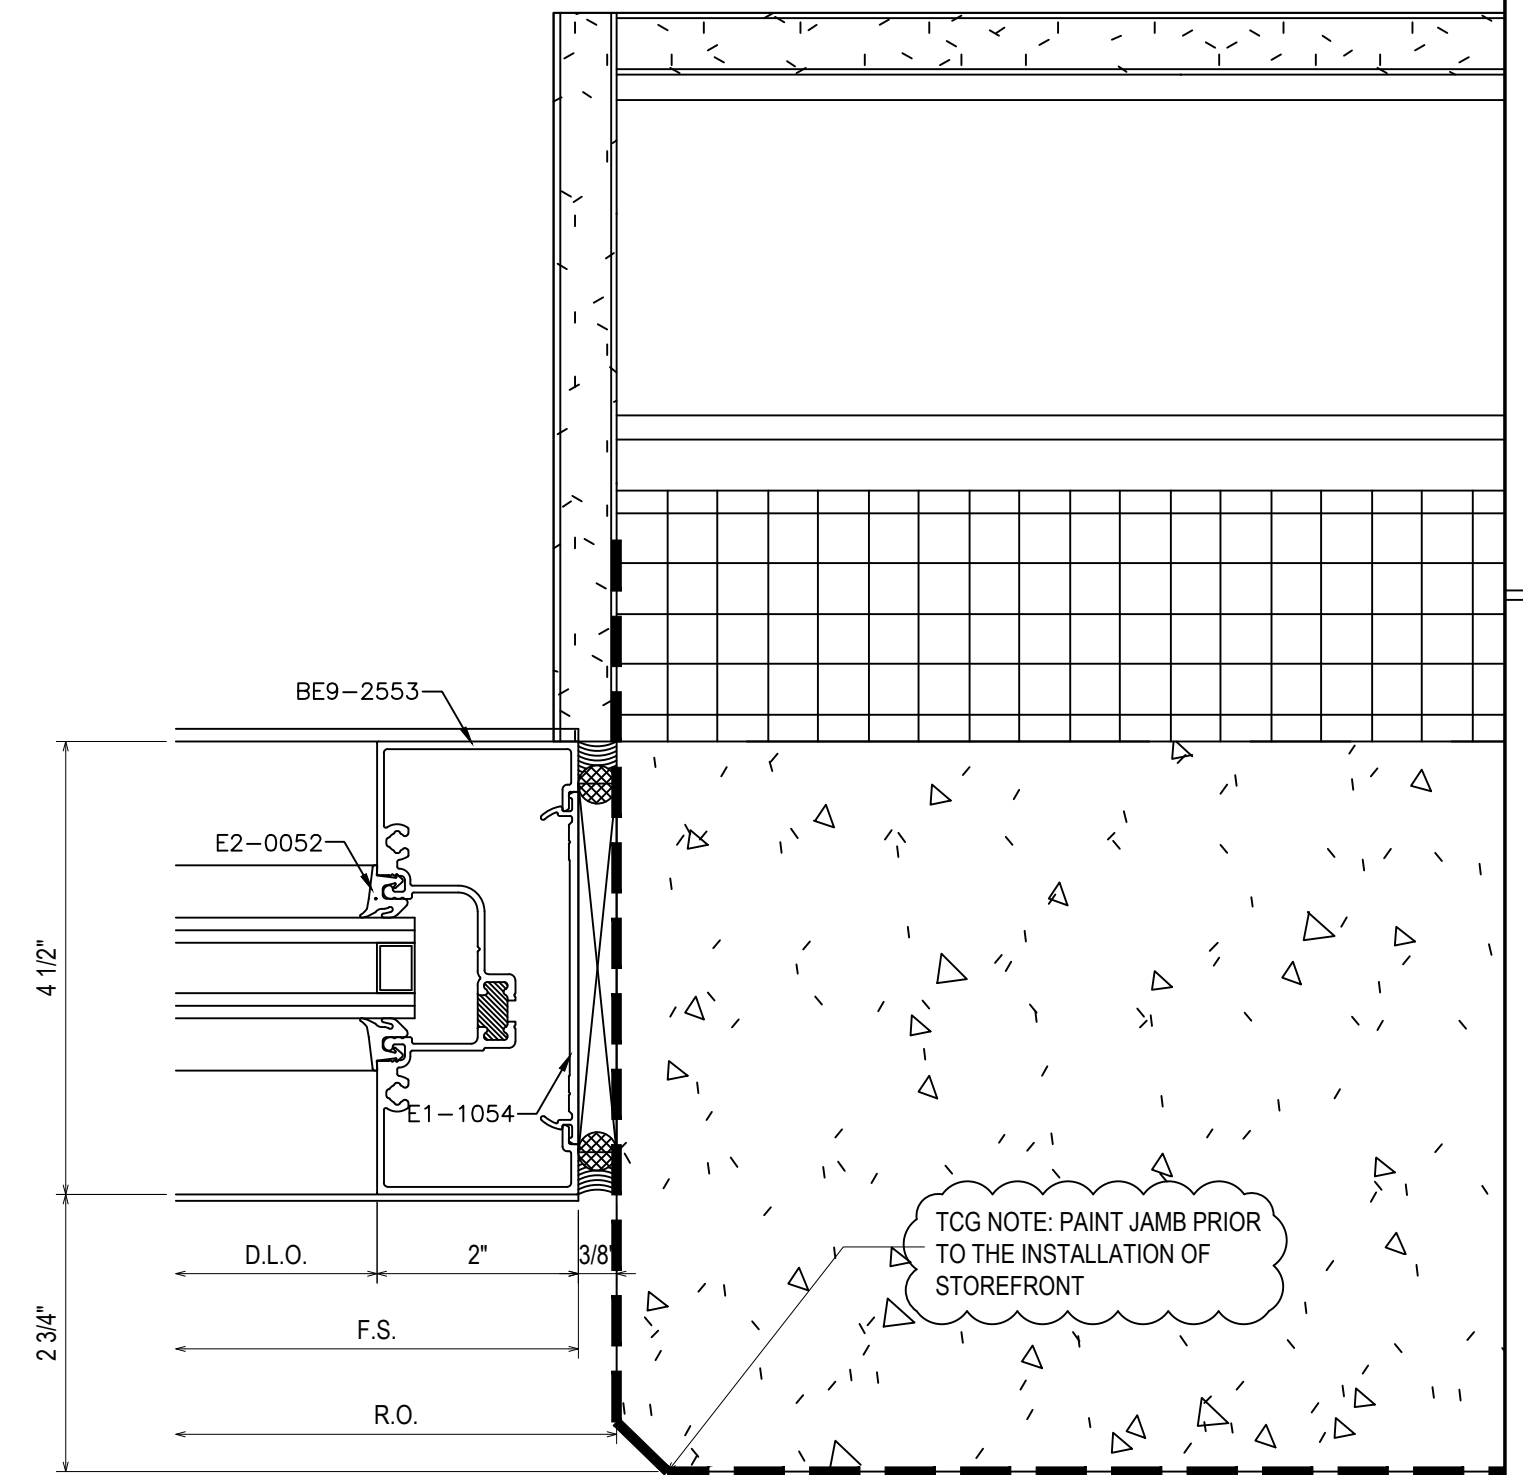 BE9-2553
E2-0052
4 1/2"
E1-1054
TCG NOTE: PAINT JAMB PRIOR
TO THE INSTALLATION OF
STOREFRONT
D.L.O.
2"
3/8"
2 3/4"
F.S.
R.O.